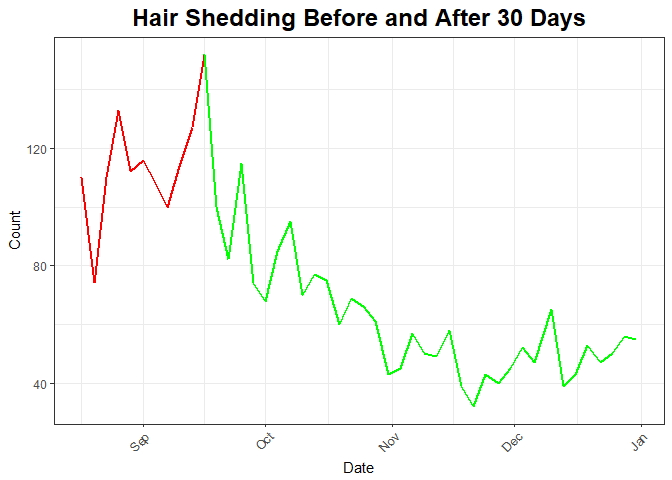 Hair Shedding Before and After 30 Days
Count
120
80
40
Sep
Oct
Nov
Dec
Jan
Date